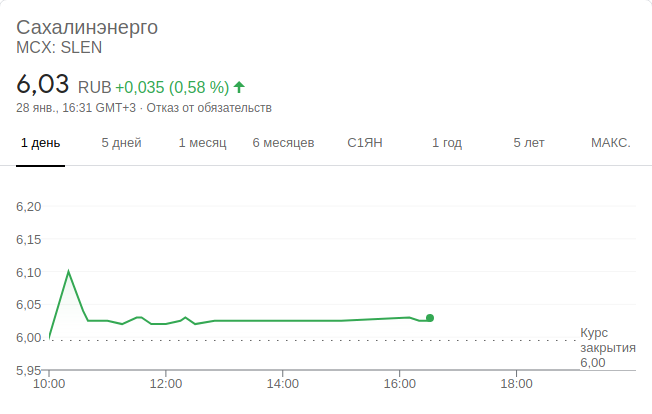 Сахалинэнерго
MCX: SLEN
6,03 RUB +0,035 (0,58 %)
28 янв., 16:31 GMT+3 · Отказ от обязательств
1 день 5 дней 1 месяц 6 месяцев С1ЯН 1 год 5 лет МАКС.
6,20
6,15
6,10
6,05
6,00
5,95
Курс
закрытия
6,00
10:00 12:00 14:00 16:00 18:00